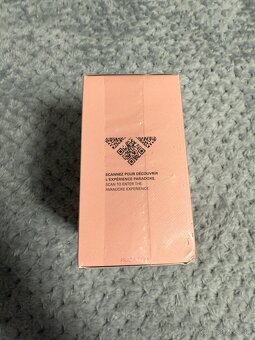 SCANNEZ POUR DÉCOUVRIR
L'EXPÉRIENCE PARADOXE.
SCAN TO ENTER THE
PARADOXE EXPERIENCE.